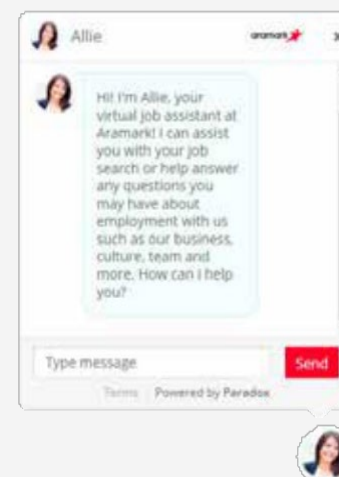 Allie
aramark
Hi! I'm Allie, your
virtual job assistant at
Aramark! I can assist
you with your job
search or help answer
any questions you
may have about
employment with us
such as our business,
culture, team and
more. How can I help
you?
Type message
Send
Terms
Powered by Paradox